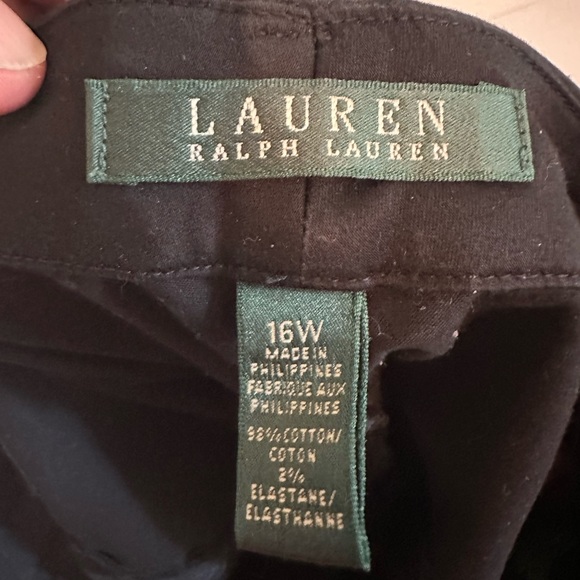 LAUREN
RALPH LAUREN
16W
MADE IN
PHILIPPINES
FABRIQUE AUX
PHILIPPINES
98% COTTON/
COTON
2%
ELASTANE/
ELASTHANNE